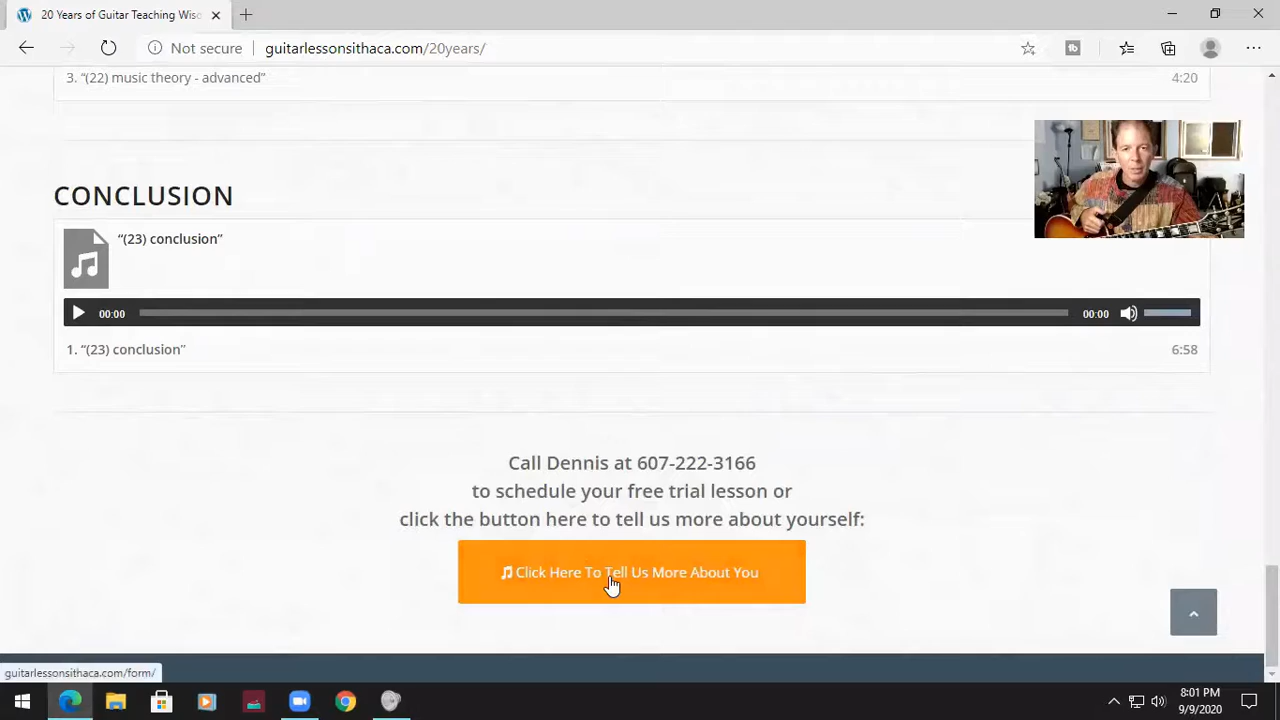 20 Years of Guitar Teaching Wisd
Not secure
guitarlessonsithaca.com/20years/
3. “(22) music theory - advanced”
4:20
CONCLUSION
“(23) conclusion”
00:00
00:00
1. “(23) conclusion”
6:58
Call Dennis at 607-222-3166
to schedule your free trial lesson or
click the button here to tell us more about yourself:
Click Here To Tell Us More About You
guitarlessonsithaca.com/form/
8:01 PM
9/9/2020